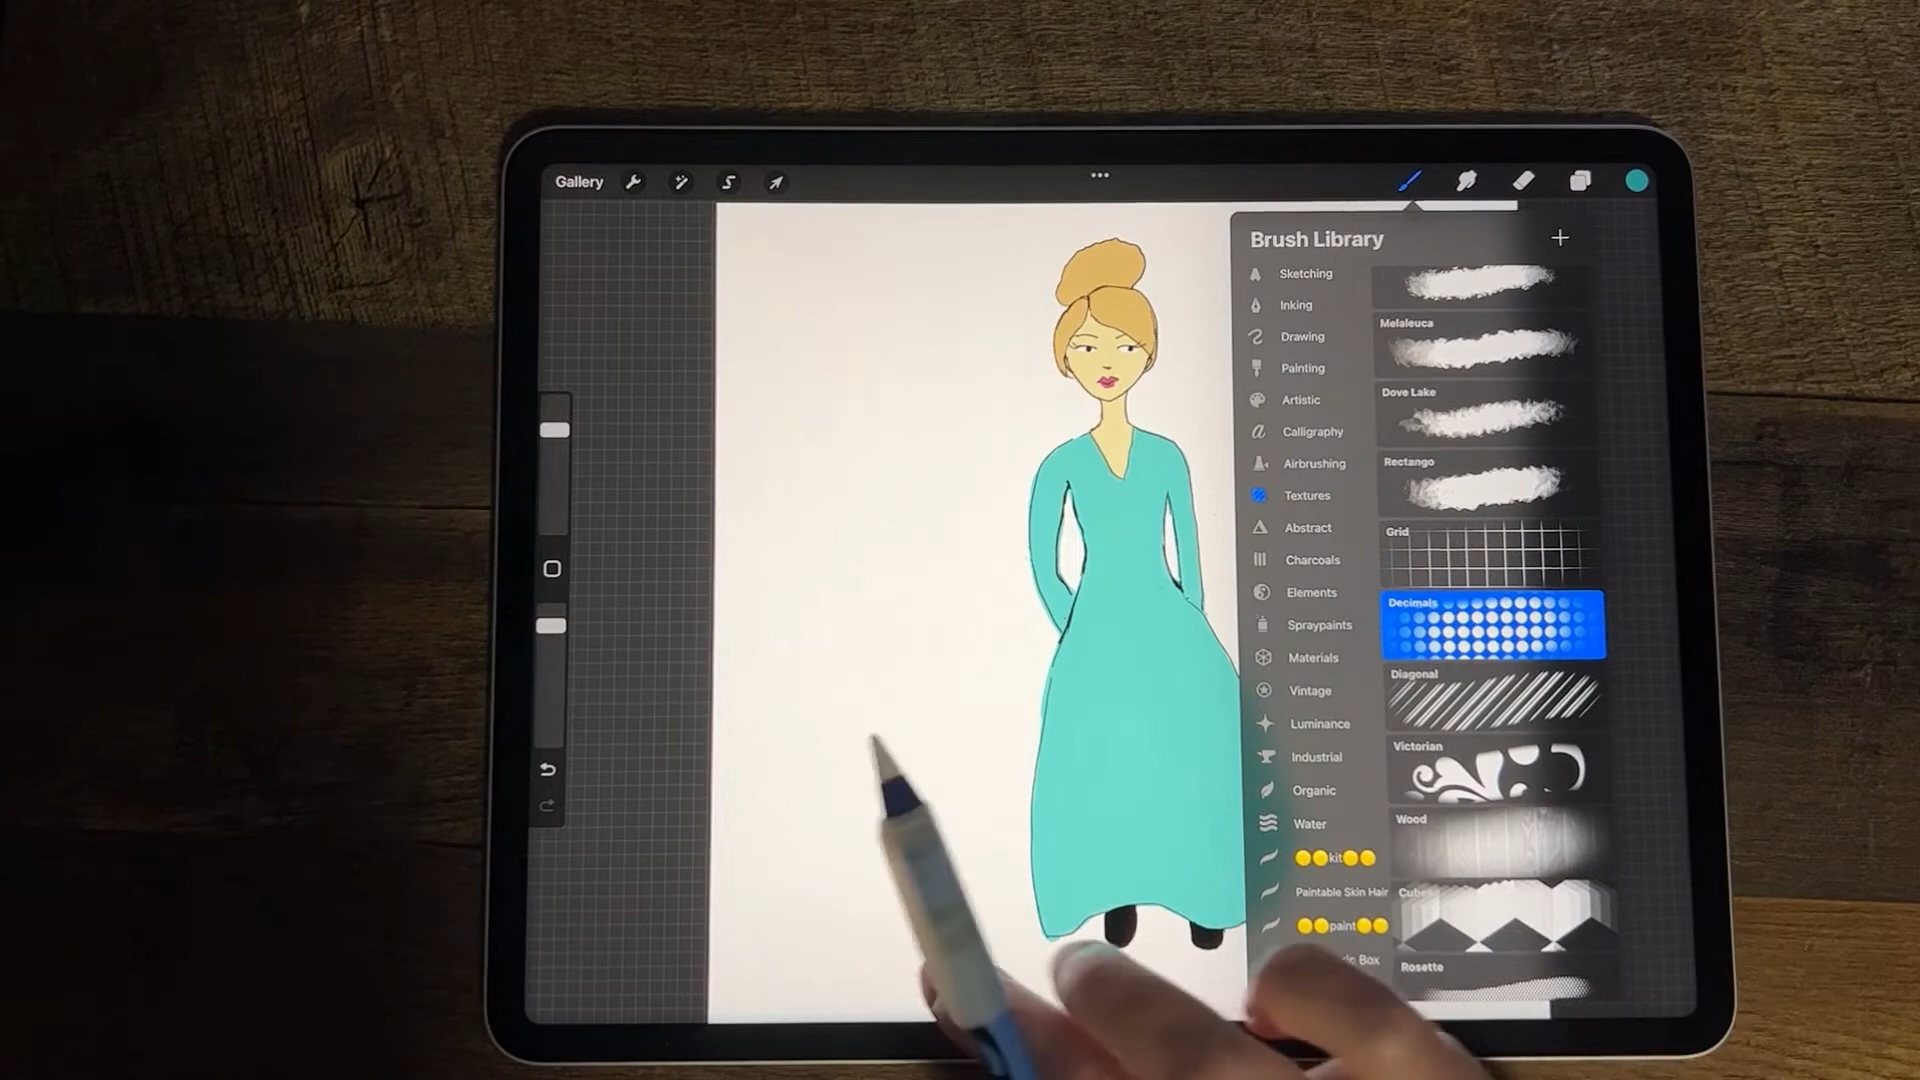 Gallery
Brush Library
Sketching
Inking
Drawing
Painting
Artistic
Calligraphy
Airbrushing
Textures
Abstract
Charcoals
Elements
Spraypaints
Materials
Vintage
Luminance
Industrial
Organic
Water
kit
Paintable Skin Hair
paint
Box
Melaleuca
Dove Lake
Rectango
Grid
Decimals
Diagonal
Victorian
Wood
Rosette